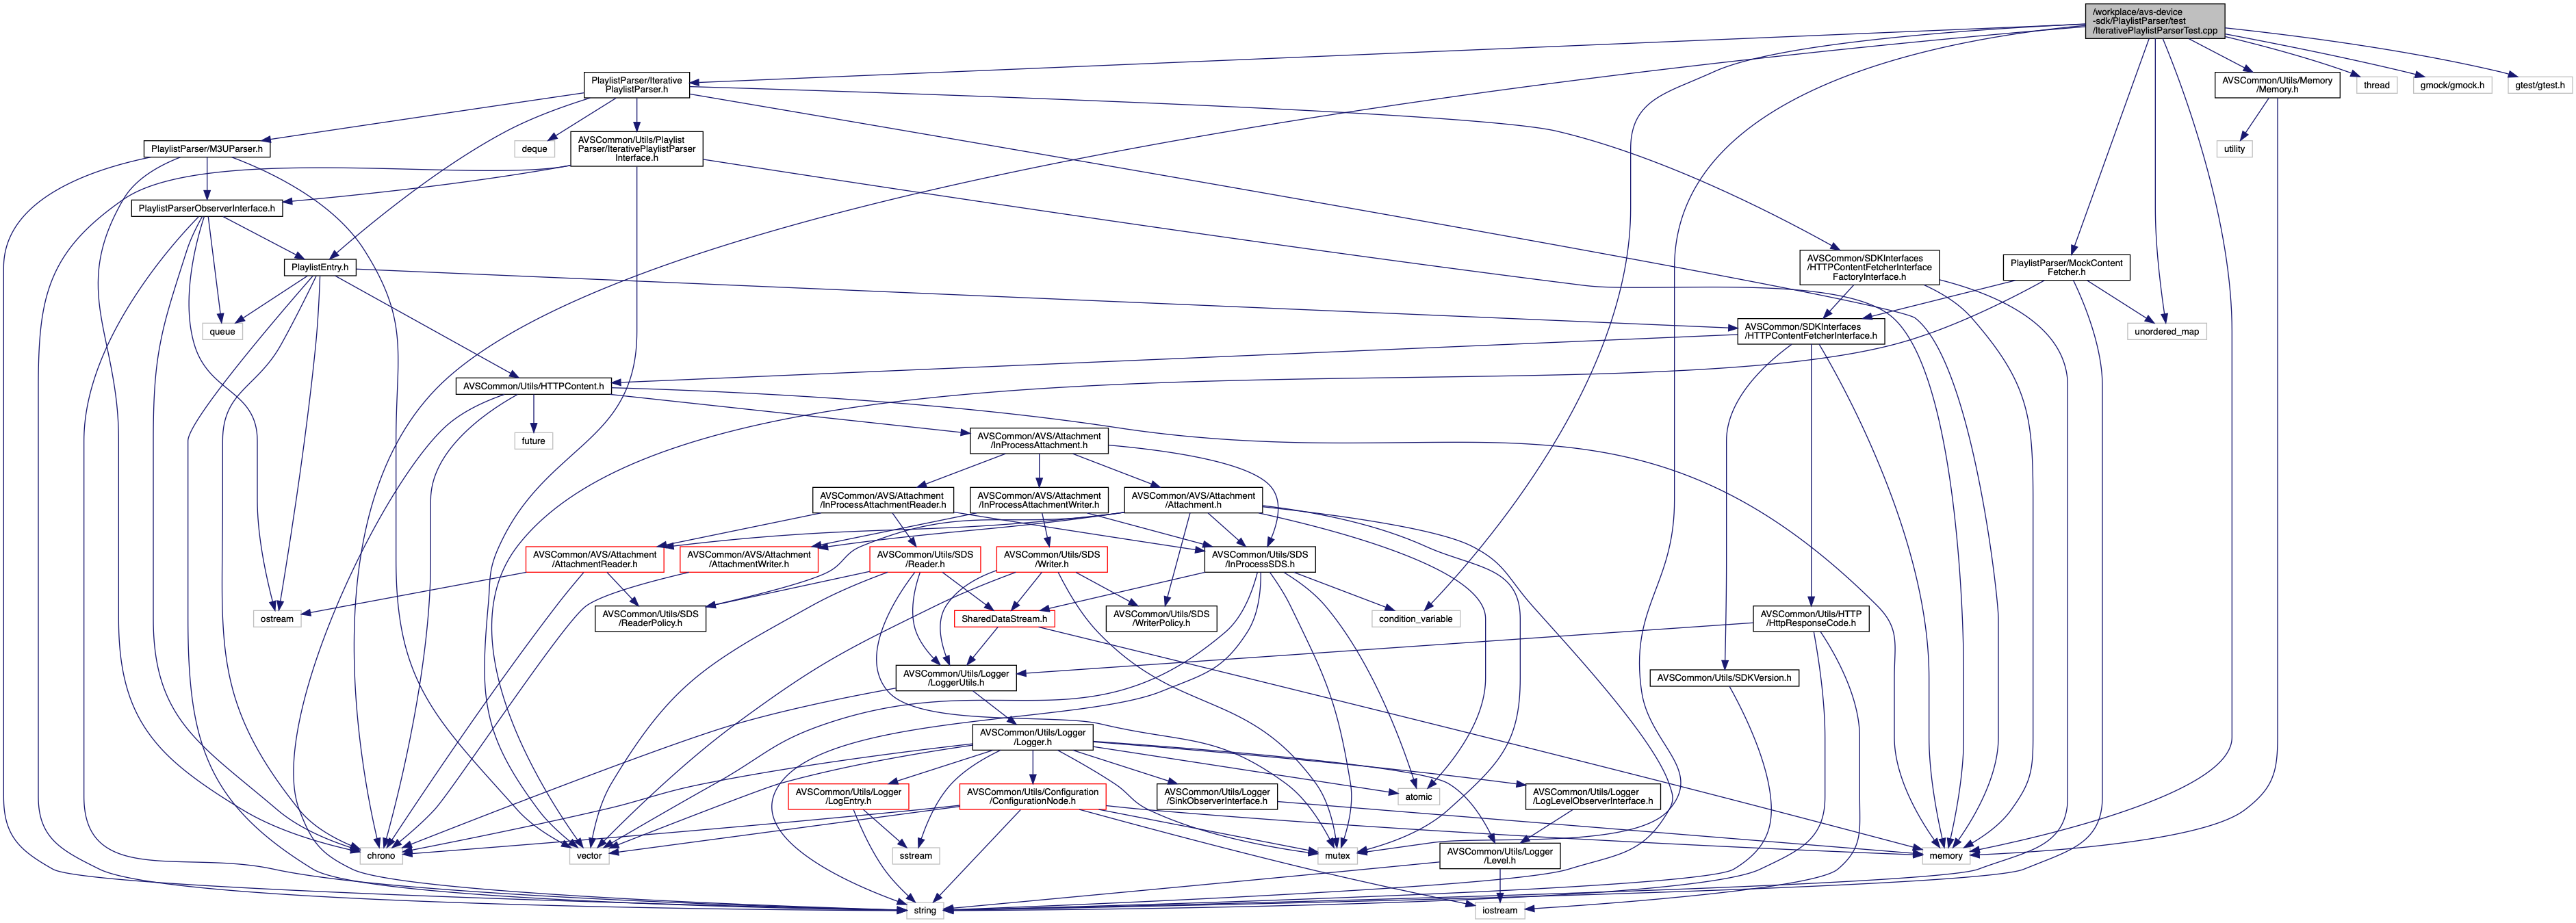 /workplace/avs-device
-sdk/PlaylistParser/test
/IterativePlaylistParserTest.cpp
PlaylistParser/Iterative
PlaylistParser.h
AVSCommon/Utils/Memory
/Memory.h
thread
gmock/gmock.h
gtest/gtest.h
PlaylistParser/M3UParser.h
deque
AVSCommon/Utils/Playlist
Parser/IterativePlaylistParser
Interface.h
utility
PlaylistParserObserverInterface.h
PlaylistEntry.h
AVSCommon/SDKInterfaces
/HTTPContentFetcherInterface
FactoryInterface.h
PlaylistParser/MockContent
Fetcher.h
queue
AVSCommon/SDKInterfaces
/HTTPContentFetcherInterface.h
unordered_map
AVSCommon/Utils/HTTPContent.h
future
AVSCommon/AVS/Attachment
/InProcessAttachment.h
AVSCommon/AVS/Attachment
/InProcessAttachmentReader.h
AVSCommon/AVS/Attachment
/InProcessAttachmentWriter.h
AVSCommon/AVS/Attachment
/Attachment.h
AVSCommon/AVS/Attachment
/AttachmentReader.h
AVSCommon/AVS/Attachment
/AttachmentWriter.h
AVSCommon/Utils/SDS
/Reader.h
AVSCommon/Utils/SDS
/Writer.h
AVSCommon/Utils/SDS
/InProcessSDS.h
ostream
AVSCommon/Utils/SDS
/ReaderPolicy.h
SharedDataStream.h
AVSCommon/Utils/SDS
/WriterPolicy.h
condition_variable
AVSCommon/Utils/HTTP
/HttpResponseCode.h
AVSCommon/Utils/Logger
/LoggerUtils.h
AVSCommon/Utils/SDKVersion.h
AVSCommon/Utils/Logger
/Logger.h
AVSCommon/Utils/Logger
/LogEntry.h
AVSCommon/Utils/Configuration
/ConfigurationNode.h
AVSCommon/Utils/Logger
/SinkObserverInterface.h
atomic
AVSCommon/Utils/Logger
/LogLevelObserverInterface.h
chrono
vector
sstream
mutex
AVSCommon/Utils/Logger
/Level.h
memory
string
iostream